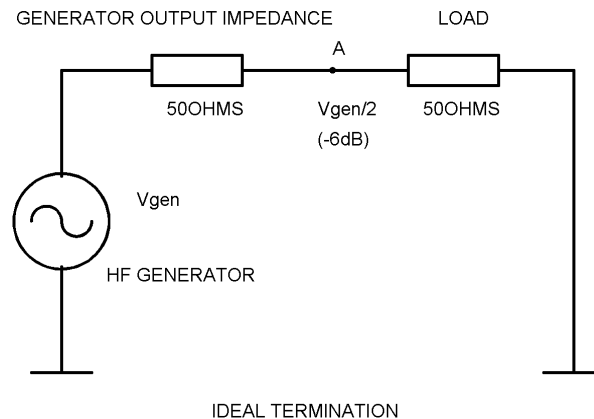 GENERATOR OUTPUT IMPEDANCE
LOAD
A
50OHMS
Vgen/2
(-6dB)
50OHMS
Vgen
HF GENERATOR
IDEAL TERMINATION